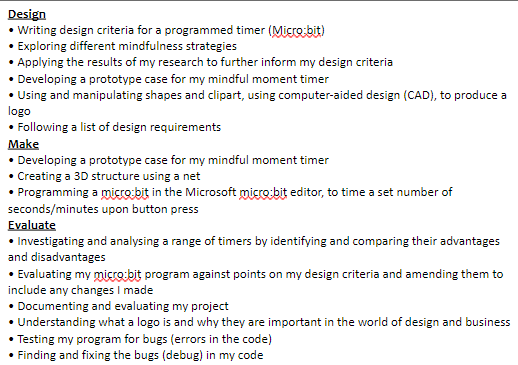 Design
• Writing design criteria for a programmed timer (Micro:bit)
• Exploring different mindfulness strategies
• Applying the results of my research to further inform my design criteria
• Developing a prototype case for my mindful moment timer
• Using and manipulating shapes and clipart, using computer-aided design (CAD), to produce a
logo
• Following a list of design requirements
Make
• Developing a prototype case for my mindful moment timer
• Creating a 3D structure using a net
• Programming a micro:bit in the Microsoft micro:bit editor, to time a set number of
seconds/minutes upon button press
Evaluate
• Investigating and analysing a range of timers by identifying and comparing their advantages
and disadvantages
• Evaluating my micro:bit program against points on my design criteria and amending them to
include any changes I made
• Documenting and evaluating my project
• Understanding what a logo is and why they are important in the world of design and business
• Testing my program for bugs (errors in the code)
• Finding and fixing the bugs (debug) in my code